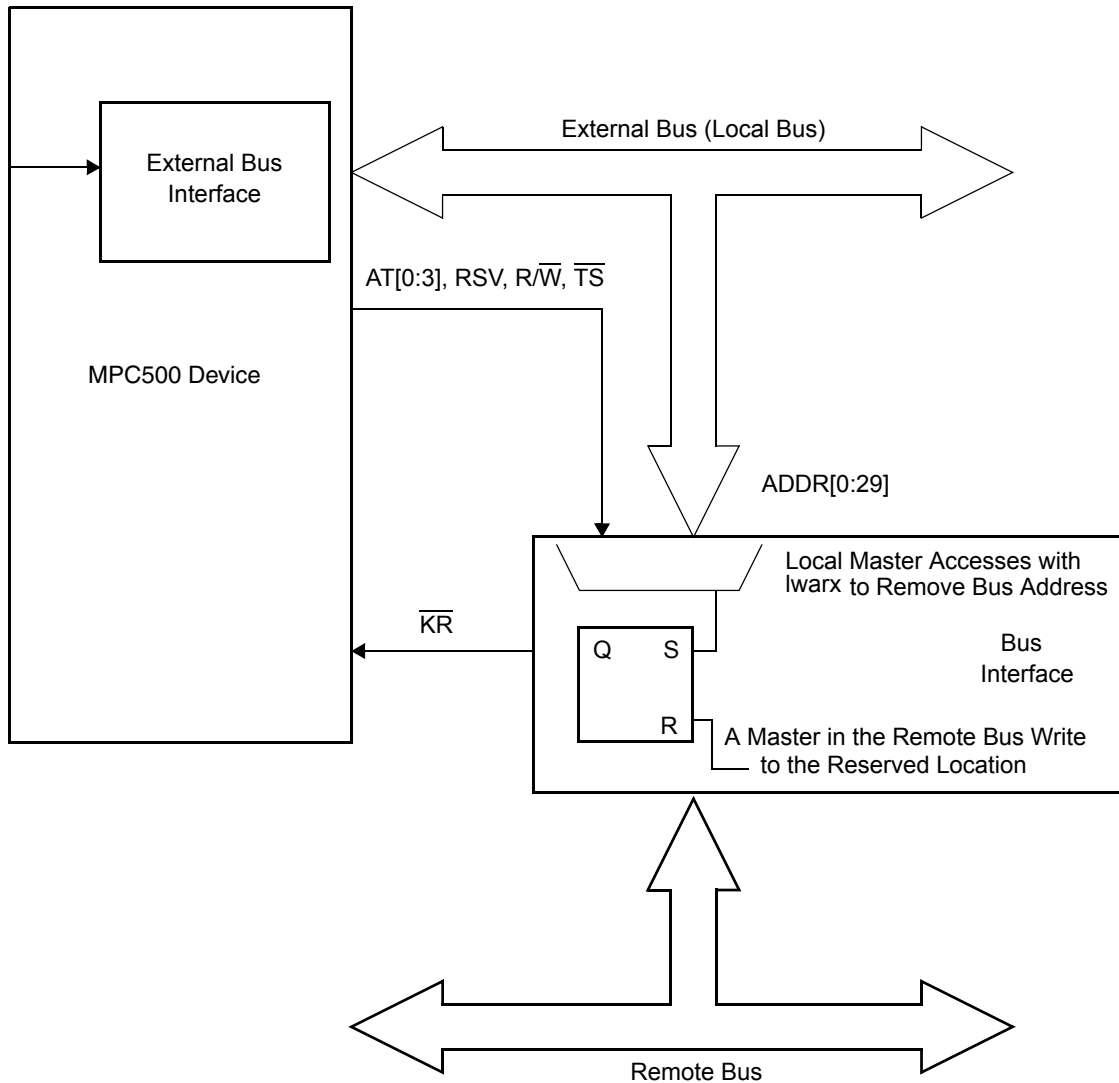 External Bus (Local Bus)
External Bus
Interface
AT[0:3], RSV, R/W̅, T̅S̅
MPC500 Device
ADDR[0:29]
Local Master Accesses with
lwarx to Remove Bus Address
K̅R̅
Q S
Bus
Interface
R
A Master in the Remote Bus Write
to the Reserved Location
Remote Bus